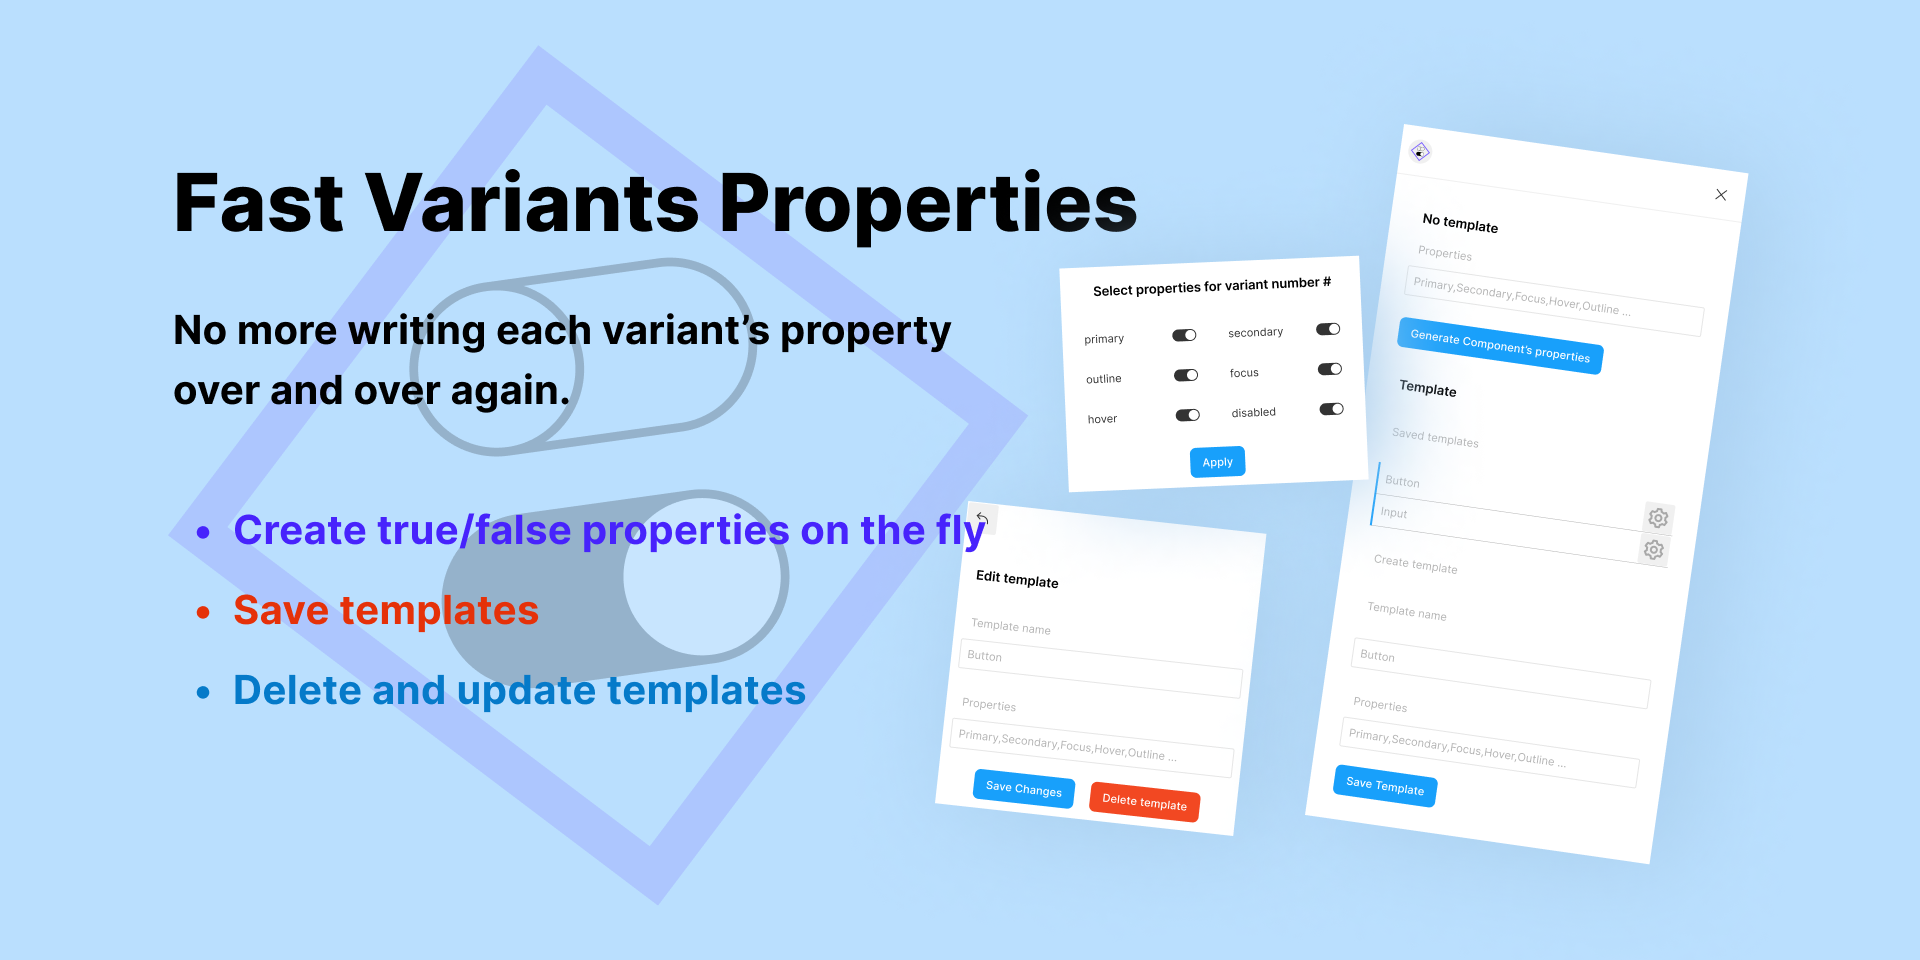 Fast Variants Properties
No more writing each variant’s property
over and over again.
• Create true/false properties on the fly
• Save templates
• Delete and update templates
Select properties for variant number #
primary
secondary
outline
focus
hover
disabled
Apply
Edit template
Template name
Button
Properties
Primary,Secondary,Focus,Hover,Outline ...
Save Changes
Delete template
No template
Properties
Primary,Secondary,Focus,Hover,Outline ...
Generate Component's properties
Template
Saved templates
Button
Input
Create template
Template name
Button
Properties
Primary,Secondary,Focus,Hover,Outline ...
Save Template